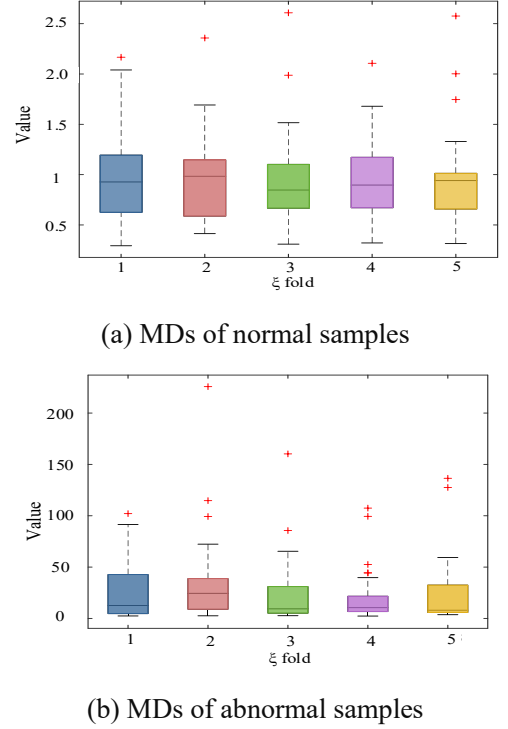 2.5
2.0
1.5
1
0.5
Value
1 2 3 4 5
ξ fold
(a) MDs of normal samples
200
150
100
50
0
Value
1 2 3 4 5
ξ fold
(b) MDs of abnormal samples